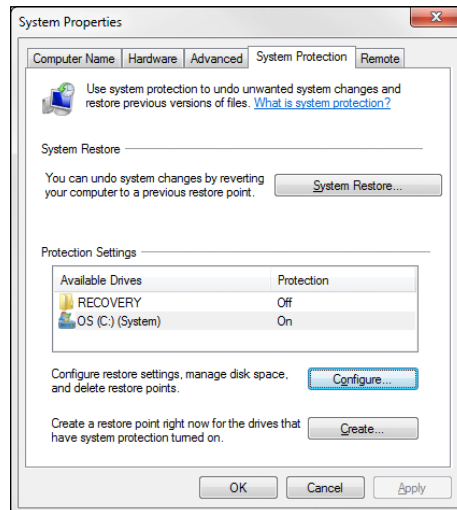 System Properties
Computer Name Hardware Advanced System Protection Remote
Use system protection to undo unwanted system changes and
restore previous versions of files. What is system protection?
System Restore
You can undo system changes by reverting
your computer to a previous restore point.
System Restore...
Protection Settings
Available Drives Protection
RECOVERY Off
OS (C:) (System) On
Configure restore settings, manage disk space,
and delete restore points.
Configure...
Create a restore point right now for the drives that
have system protection turned on.
Create...
OK Cancel Apply